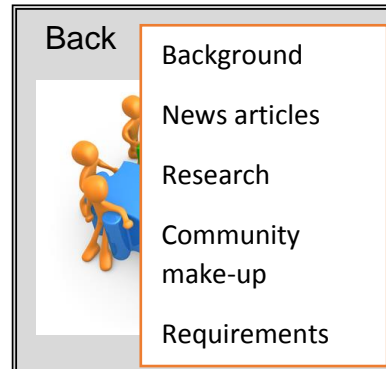 Back
Background
News articles
Research
Community
make-up
Requirements